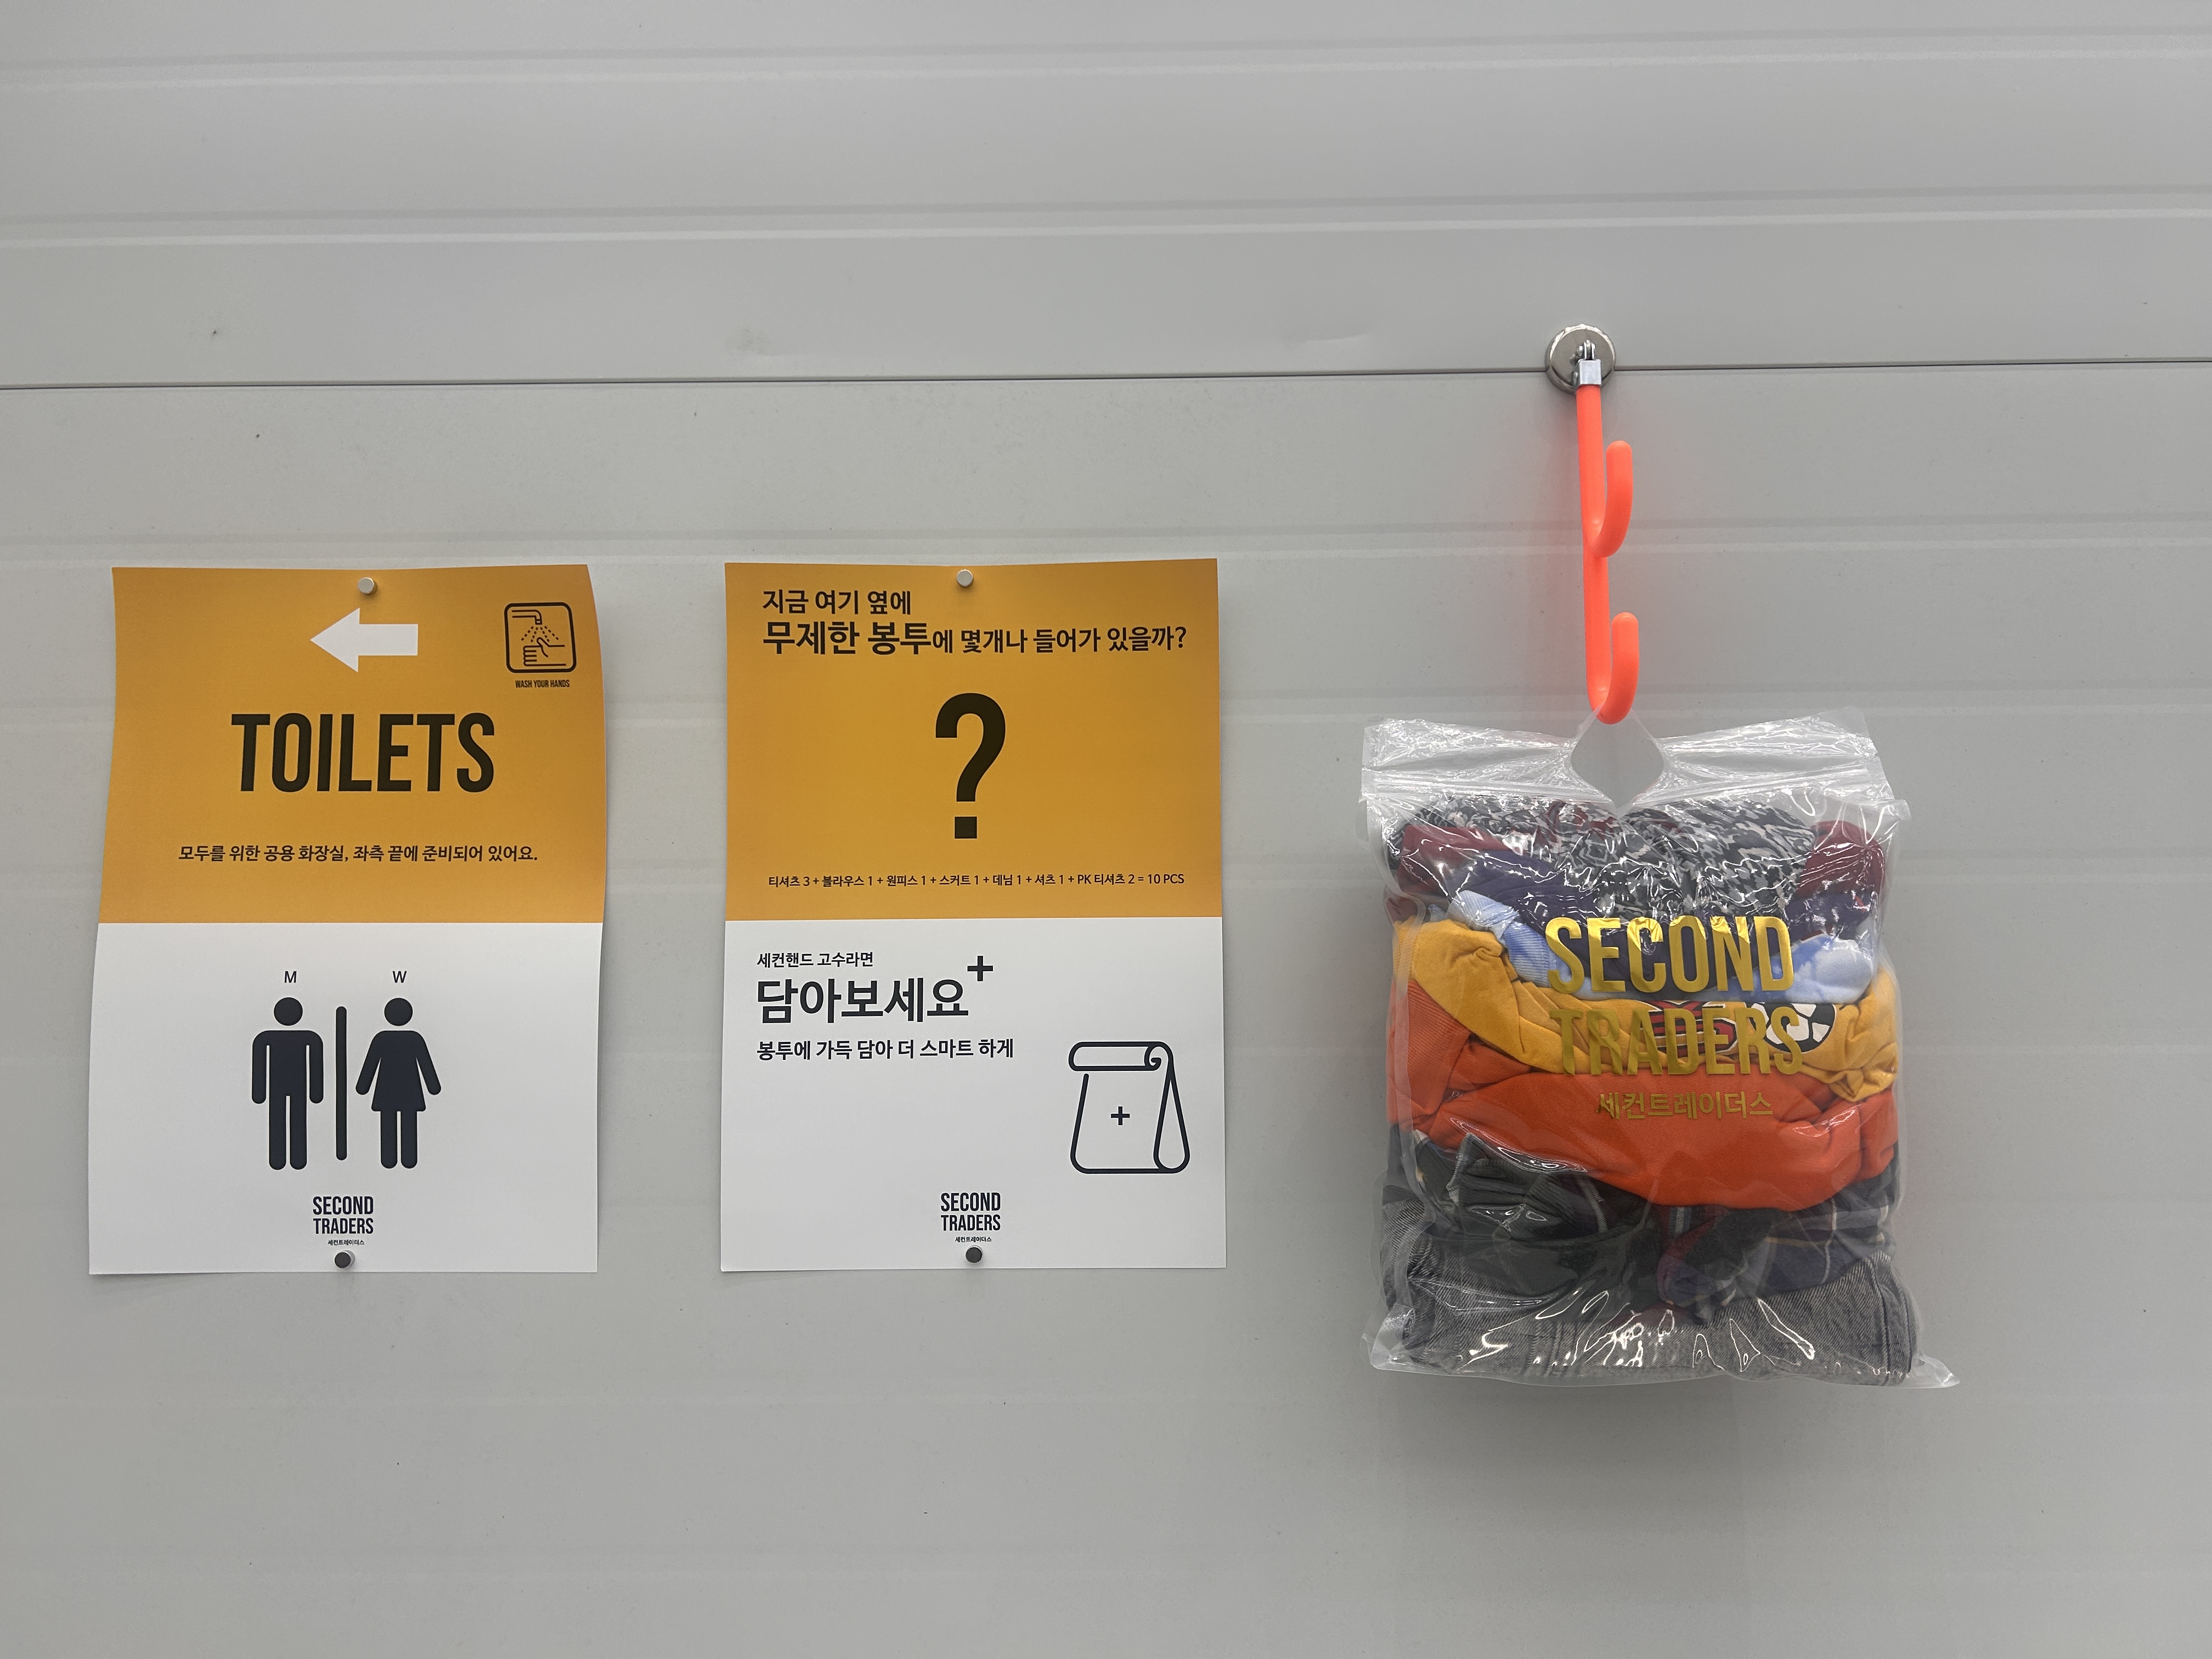 WASH YOUR HANDS
TOILETS
모두를 위한 공용 화장실, 좌측 끝에 준비되어 있어요.
M W
SECOND
TRADERS
세컨트레이더스
지금 여기 옆에
무제한 봉투에 몇개나 들어가 있을까?
?
티셔츠 3 + 블라우스 1 + 원피스 1 + 스커트 1 + 데님 1 + 셔츠 1 + PK 티셔츠 2 = 10 PCS
세컨핸드 고수라면
담아보세요+
봉투에 가득 담아 더 스마트 하게
+
SECOND
TRADERS
세컨트레이더스
SECOND
TRADERS
세컨트레이더스